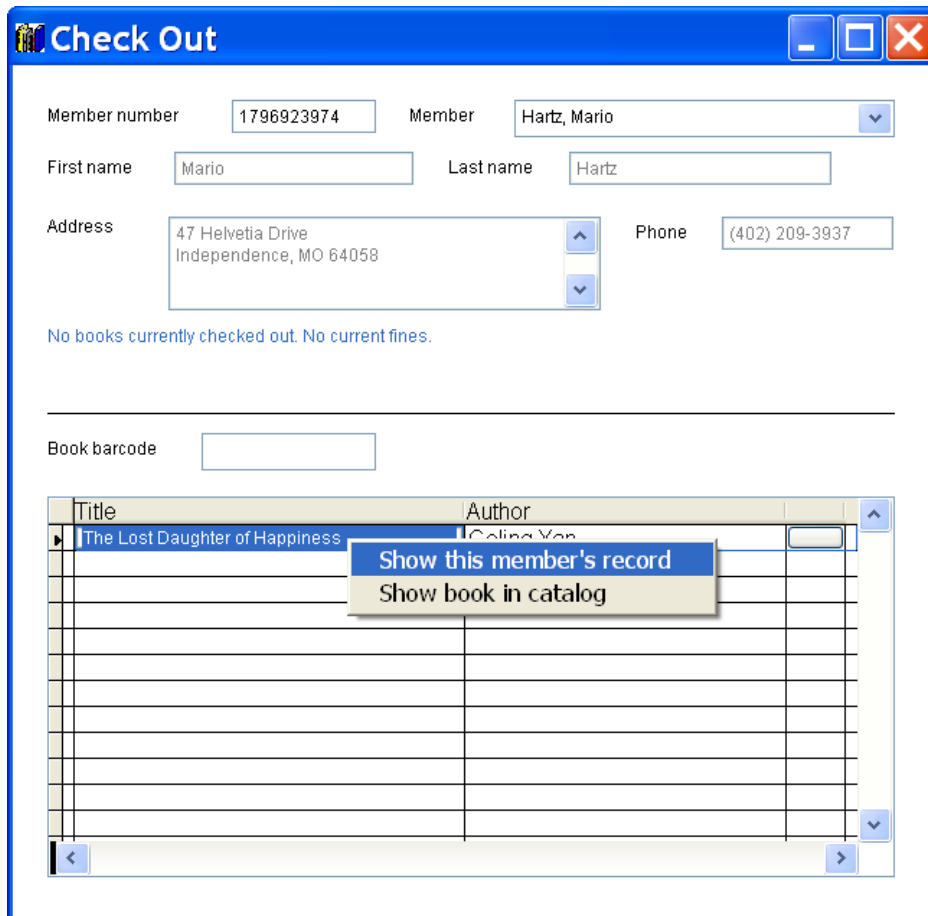 Check Out
Member number 1796923974 Member Hartz, Mario
First name Mario Last name Hartz
Address 47 Helvetia Drive Phone (402) 209-3937
Independence, MO 64058
No books currently checked out. No current fines.
Book barcode
Title Author
The Lost Daughter of Happiness
Show this member's record
Show book in catalog